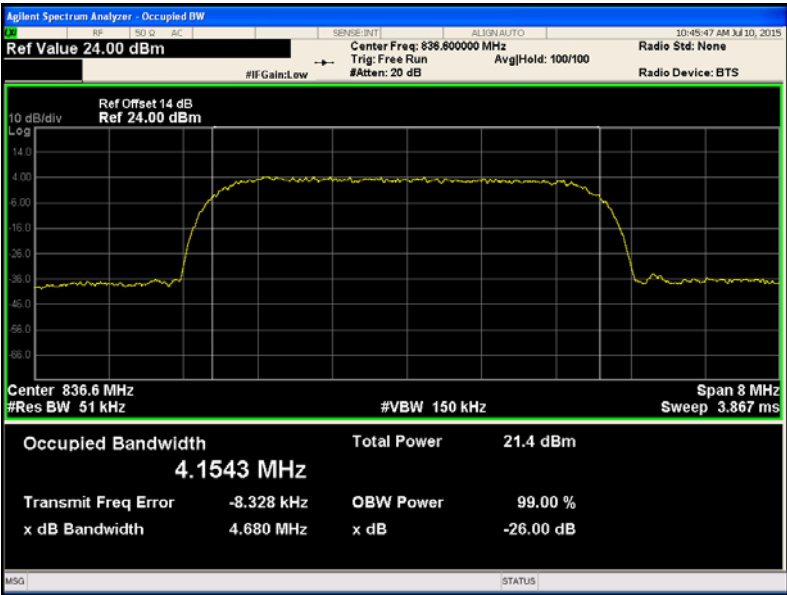 Agilent Spectrum Analyzer - Occupied BW
RF 50 Ω AC SENSE:INT ALIGNAUTO 10:45:47 AM Jul 10, 2015
Ref Value 24.00 dBm Center Freq: 836.600000 MHz Radio Std: None
Trig: Free Run Avg|Hold: 100/100
#IFGain:Low #Atten: 20 dB Radio Device: BTS
Ref Offset 14 dB
10 dB/div Ref 24.00 dBm
Log
14.0
4.00
-6.00
-16.0
-26.0
-36.0
-46.0
-56.0
-66.0
Center 836.6 MHz Span 8 MHz
#Res BW 51 kHz #VBW 150 kHz Sweep 3.867 ms
Occupied Bandwidth Total Power 21.4 dBm
4.1543 MHz
Transmit Freq Error -8.328 kHz OBW Power 99.00 %
x dB Bandwidth 4.680 MHz x dB -26.00 dB
MSG STATUS